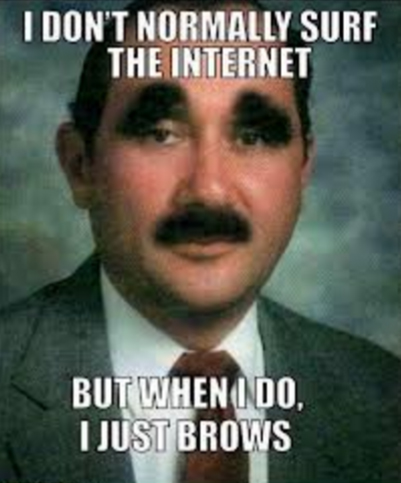 I DON'T NORMALLY SURF
THE INTERNET
BUT WHEN I DO,
I JUST BROWS